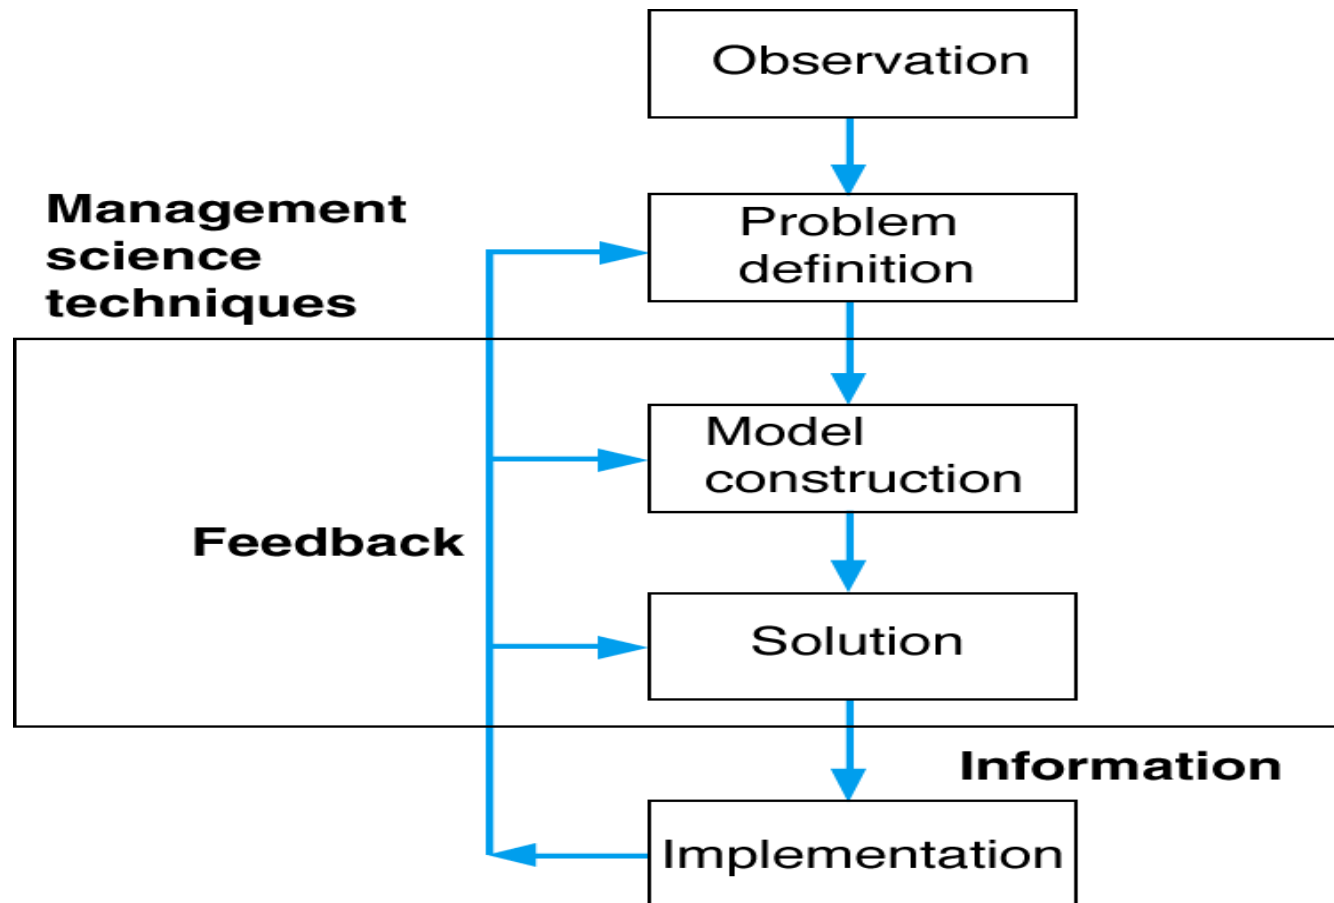 Observation
Management
science
techniques
Problem
definition
Model
construction
Feedback
Solution
Information
Implementation